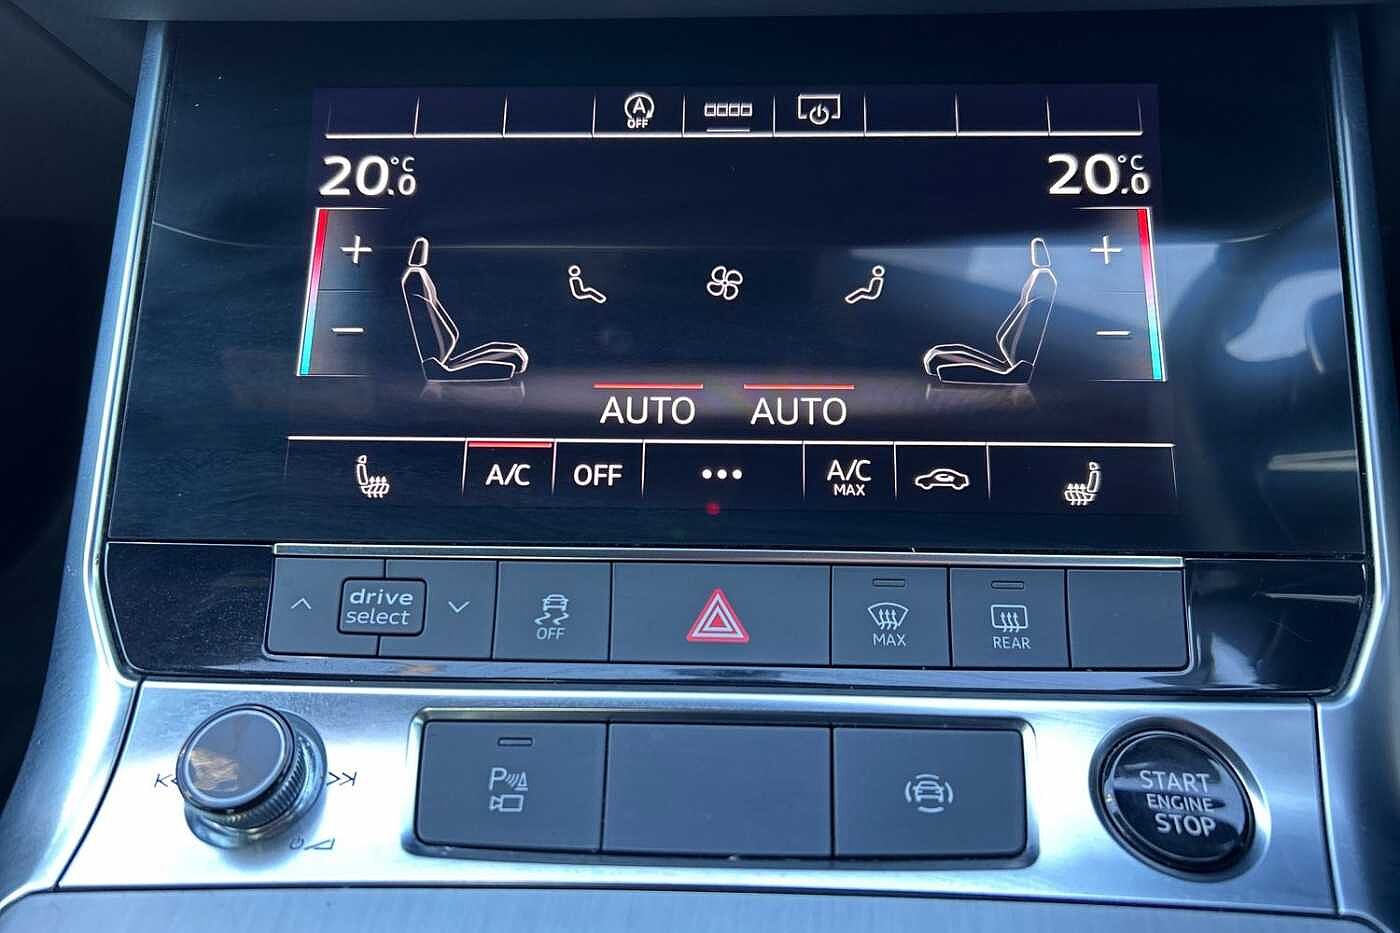 A
OFF
20.0 °C 20.0 °C
AUTO AUTO
A/C OFF ... A/C
MAX
drive
select
OFF
MAX
REAR
P
START
ENGINE
STOP